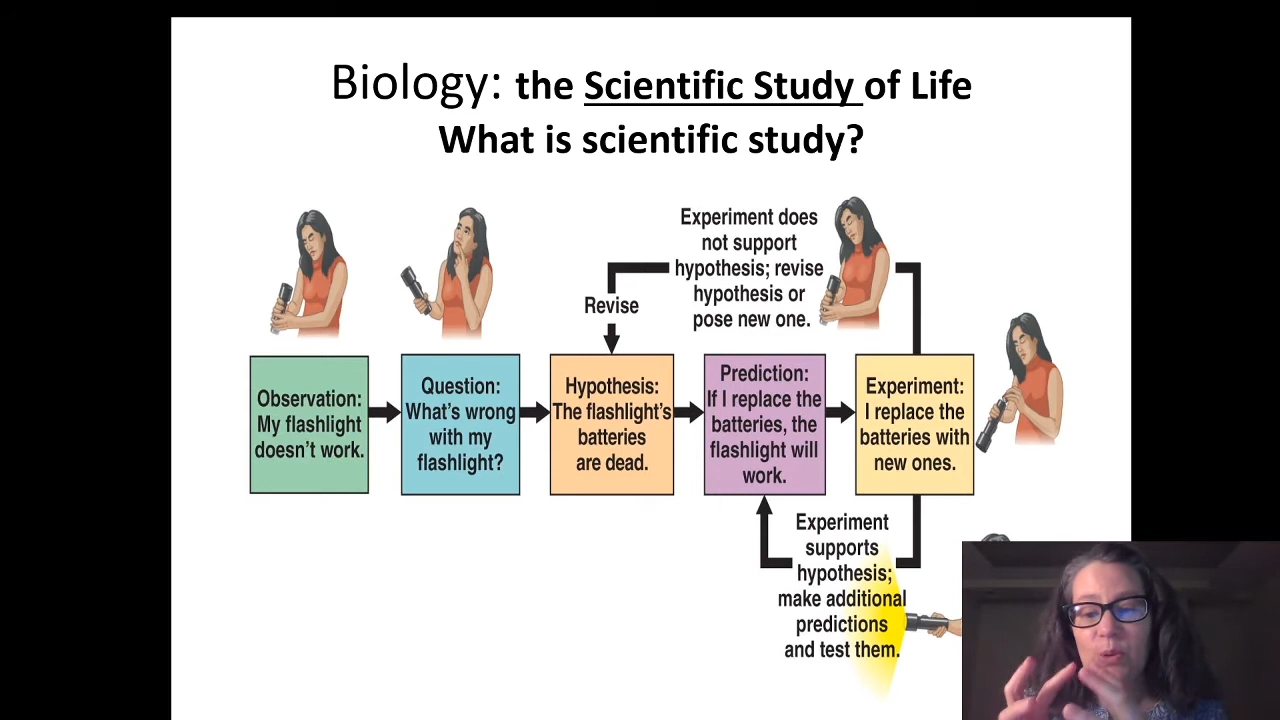 Biology: the Scientific Study of Life
What is scientific study?
Experiment does
not support
hypothesis; revise
hypothesis or
pose new one.
Revise
Observation:
My flashlight
doesn't work.
Question:
What's wrong
with my
flashlight?
Hypothesis:
The flashlight's
batteries
are dead.
Prediction:
If I replace the
batteries, the
flashlight will
work.
Experiment:
I replace the
batteries with
new ones.
Experiment
supports
hypothesis;
make additional
predictions
and test them.